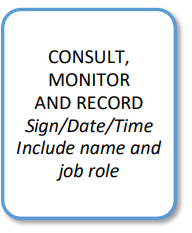 CONSULT,
MONITOR
AND RECORD
Sign/Date/Time
Include name and
job role